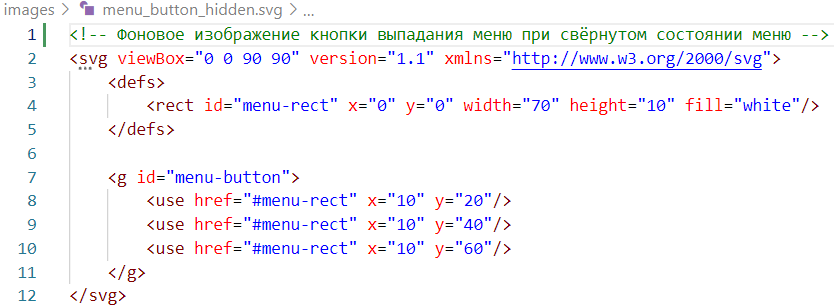 images > menu_button_hidden.svg > ...
1 <!-- Фоновое изображение кнопки выпадания меню при свёрнутом состоянии меню -->
2 <svg viewBox="0 0 90 90" version="1.1" xmlns="http://www.w3.org/2000/svg">
3 <defs>
4 <rect id="menu-rect" x="0" y="0" width="70" height="10" fill="white"/>
5 </defs>
6
7 <g id="menu-button">
8 <use href="#menu-rect" x="10" y="20"/>
9 <use href="#menu-rect" x="10" y="40"/>
10 <use href="#menu-rect" x="10" y="60"/>
11 </g>
12 </svg>